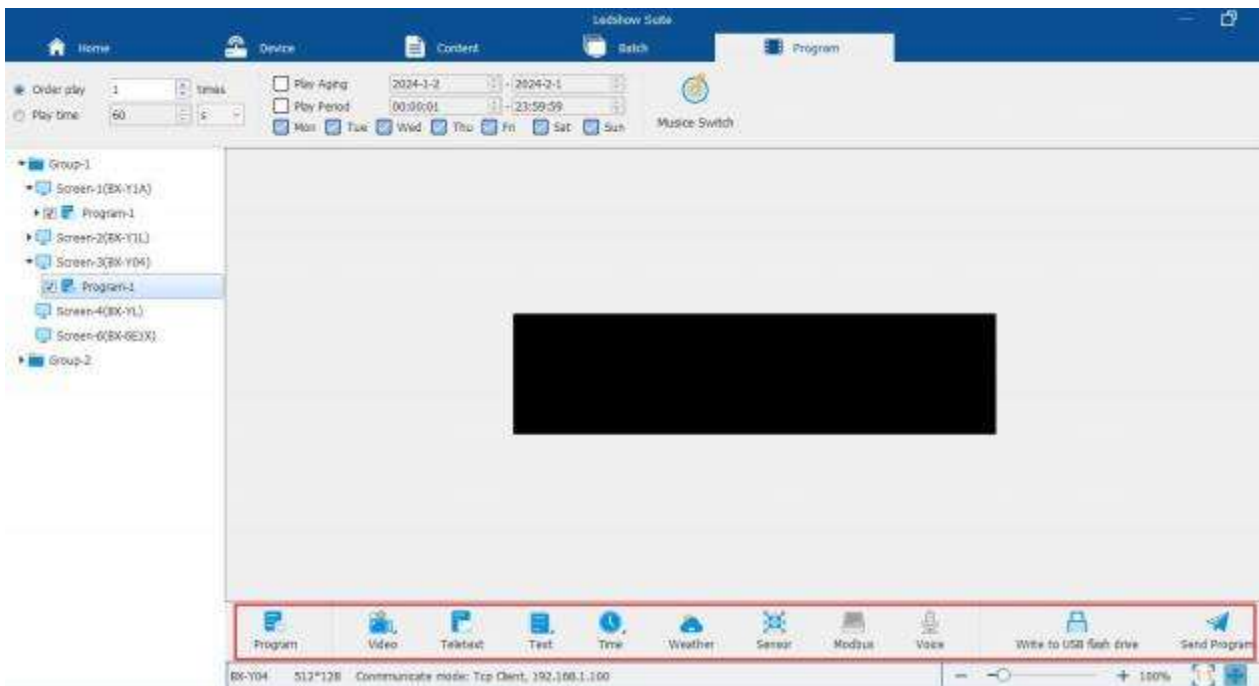 Ledshow Suite
Home Device Content Batch Program
Order play 1 times
Play time 60 s
Play Aging 2024-1-2 - 2024-2-1
Play Period 00:00:01 - 23:59:59
Mon Tue Wed Thu Fri Sat Sun
Musice Switch
Group-1
Screen-1(BX-Y1A)
Program-1
Screen-2(BX-Y1L)
Screen-3(BX-Y04)
Program-1
Screen-4(BX-YL)
Screen-6(BX-6E1X)
Group-2
Program Video Teletext Text Time Weather Sensor Modbus Voice Write to USB flash drive Send Program
BX-Y04 512*128 Communicate mode: Tcp Client, 192.168.1.100 100%